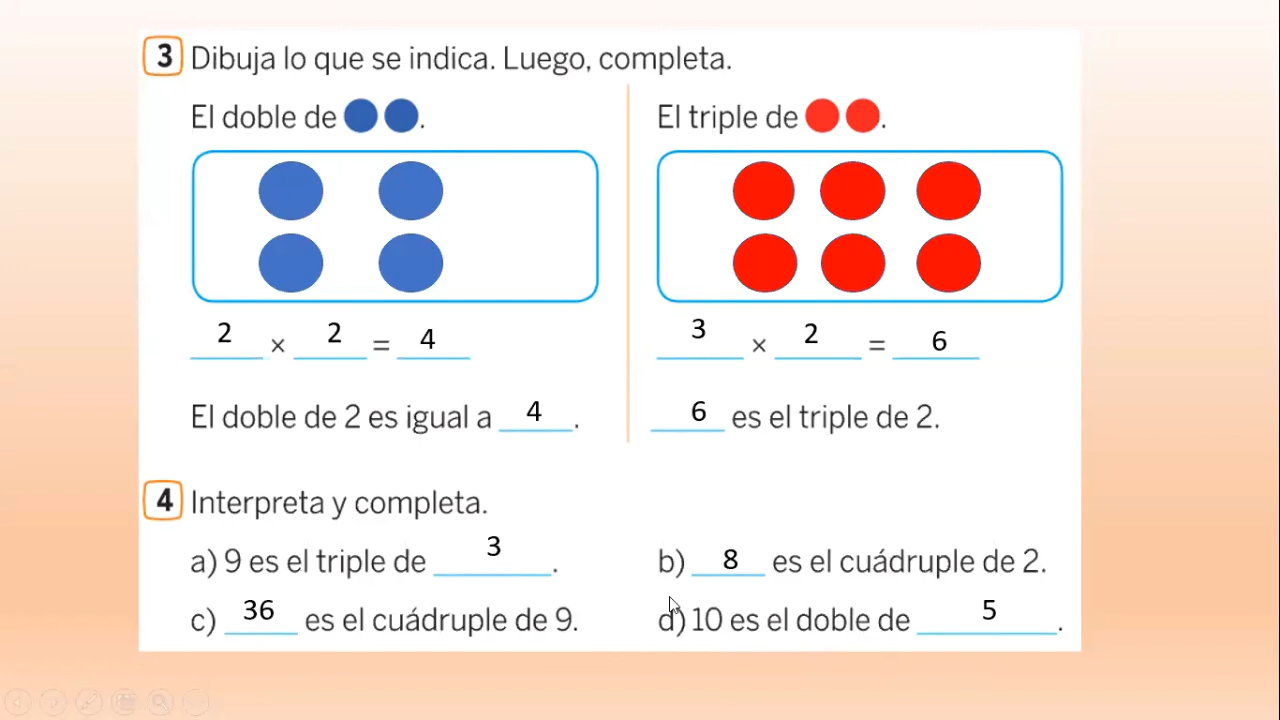 3 Dibuja lo que se indica. Luego, completa.
El doble de .
2 × 2 = 4
El doble de 2 es igual a 4.
El triple de .
3 × 2 = 6
6 es el triple de 2.
4 Interpreta y completa.
a) 9 es el triple de 3.
b) 8 es el cuádruple de 2.
c) 36 es el cuádruple de 9.
d) 10 es el doble de 5.